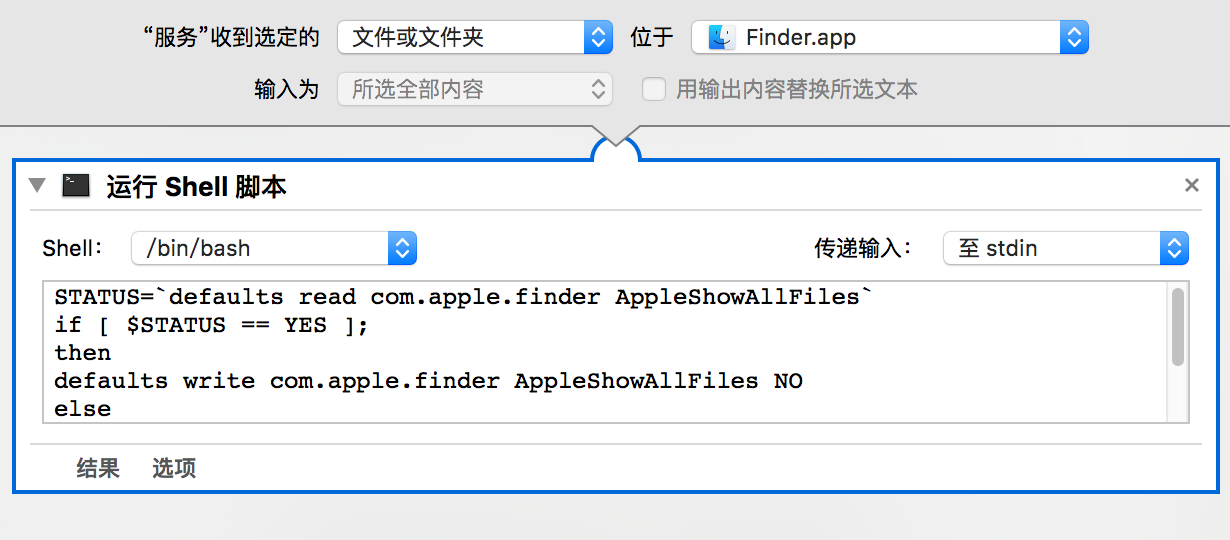 “服务”收到选定的 文件或文件夹 位于 Finder.app
输入为 所选全部内容 用输出内容替换所选文本
运行 Shell 脚本
Shell： /bin/bash 传递输入： 至 stdin
STATUS=`defaults read com.apple.finder AppleShowAllFiles`
if [ $STATUS == YES ];
then
defaults write com.apple.finder AppleShowAllFiles NO
else
结果 选项